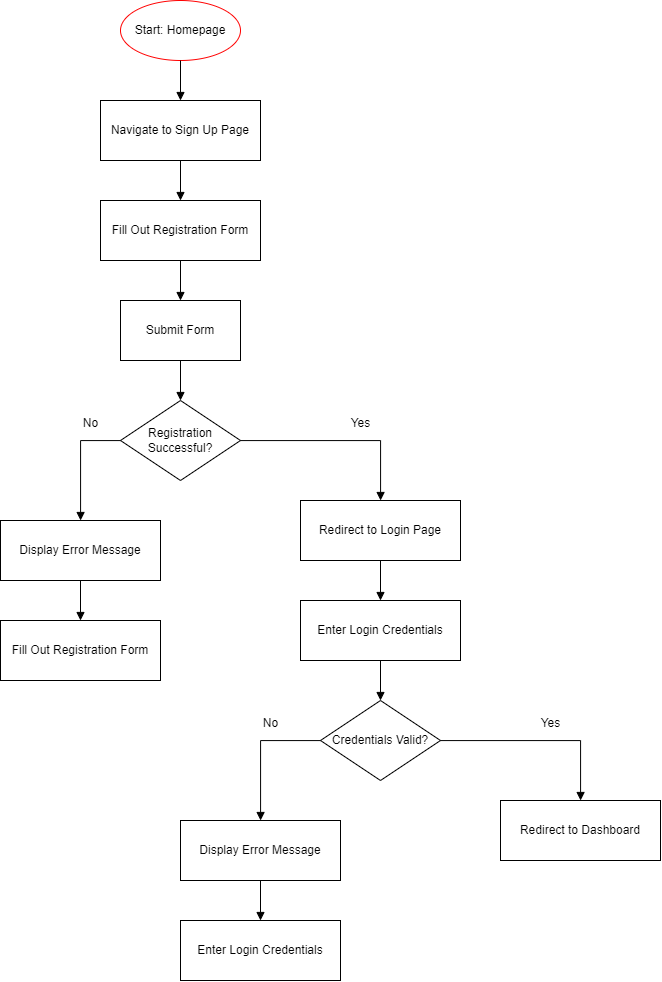 Start: Homepage
Navigate to Sign Up Page
Fill Out Registration Form
Submit Form
Registration
Successful?
No
Yes
Display Error Message
Fill Out Registration Form
Redirect to Login Page
Enter Login Credentials
Credentials Valid?
No
Yes
Display Error Message
Enter Login Credentials
Redirect to Dashboard